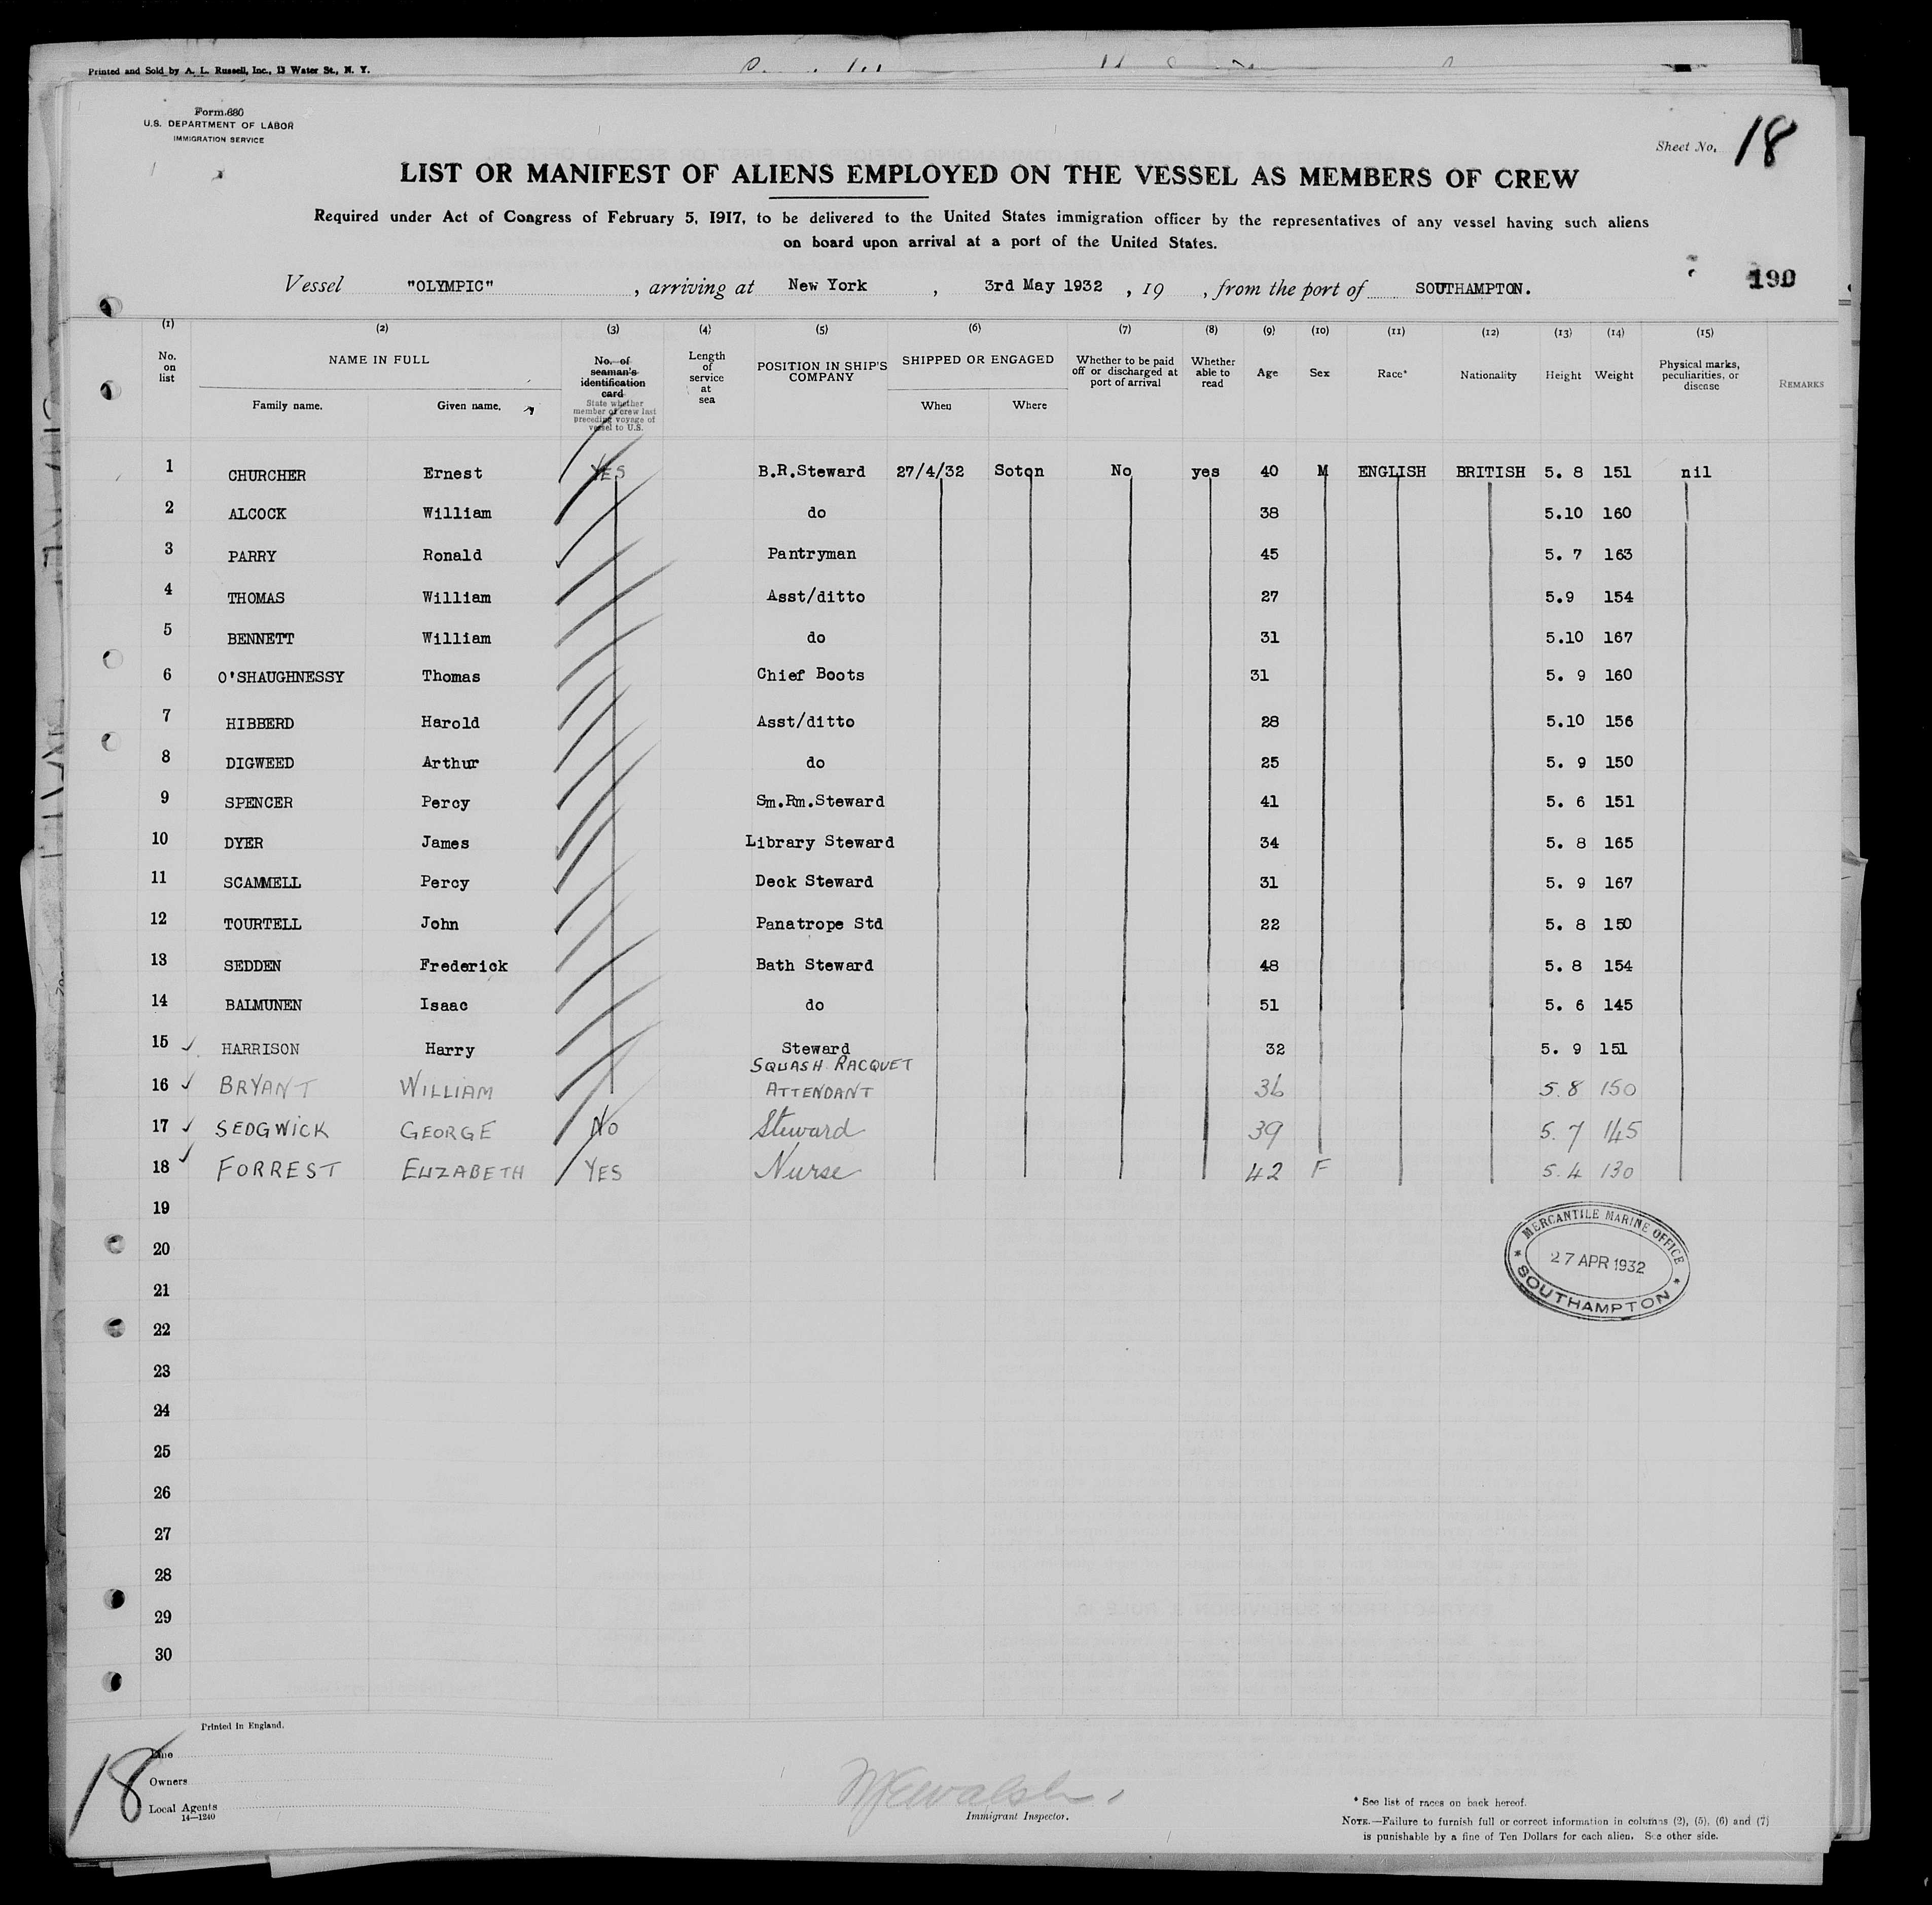 Printed and Sold by A. L. Russell, Inc., 13 Water St., N. Y.
Form 680
U.S. DEPARTMENT OF LABOR
IMMIGRATION SERVICE
Sheet No. 18
LIST OR MANIFEST OF ALIENS EMPLOYED ON THE VESSEL AS MEMBERS OF CREW
Required under Act of Congress of February 5, 1917, to be delivered to the United States immigration officer by the representatives of any vessel having such aliens
on board upon arrival at a port of the United States.
190
Vessel "OLYMPIC", arriving at New York, 3rd May 1932, 19 , from the port of SOUTHAMPTON.
(1) (2) (3) (4) (5) (6) (7) (8) (9) (10) (11) (12) (13) (14) (15)
No. on list
NAME IN FULL
Family name. Given name.
No. of seaman's identification card
State whether member of crew last preceding voyage of vessel to U.S.
Length of service at sea
POSITION IN SHIP'S COMPANY
SHIPPED OR ENGAGED
When Where
Whether to be paid off or discharged at port of arrival
Whether able to read
Age
Sex
Race*
Nationality
Height
Weight
Physical marks, peculiarities, or disease
REMARKS
1 CHURCHER Ernest YES B.R.Steward 27/4/32 Soton No yes 40 M ENGLISH BRITISH 5. 8 151 nil
2 ALCOCK William do 38 5.10 160
3 PARRY Ronald Pantryman 45 5. 7 163
4 THOMAS William Asst/ditto 27 5.9 154
5 BENNETT William do 31 5.10 167
6 O'SHAUGHNESSY Thomas Chief Boots 31 5. 9 160
7 HIBBERD Harold Asst/ditto 28 5.10 156
8 DIGWEED Arthur do 25 5. 9 150
9 SPENCER Percy Sm.Rm.Steward 41 5. 6 151
10 DYER James Library Steward 34 5. 8 165
11 SCAMMELL Percy Deck Steward 31 5. 9 167
12 TOURTELL John Panatrope Std 22 5. 8 150
13 SEDDEN Frederick Bath Steward 48 5. 8 154
14 BALMUNEN Isaac do 51 5. 6 145
15 HARRISON Harry Steward 32 5. 9 151
16 BRYANT WILLIAM SQUASH RACQUET ATTENDANT 36 5. 8 150
17 SEDGWICK GEORGE No Steward 39 5. 7 145
18 FORREST ELIZABETH YES Nurse 42 F 5. 4 130
19
20
21
22
23
24
25
26
27
28
29
30
MERCANTILE MARINE OFFICE
27 APR 1932
SOUTHAMPTON
Printed in England.
18
Line
Owners
Local Agents
14—1240
Immigrant Inspector.
* See list of races on back hereof.
NOTE.—Failure to furnish full or correct information in columns (2), (5), (6) and (7)
is punishable by a fine of Ten Dollars for each alien. See other side.